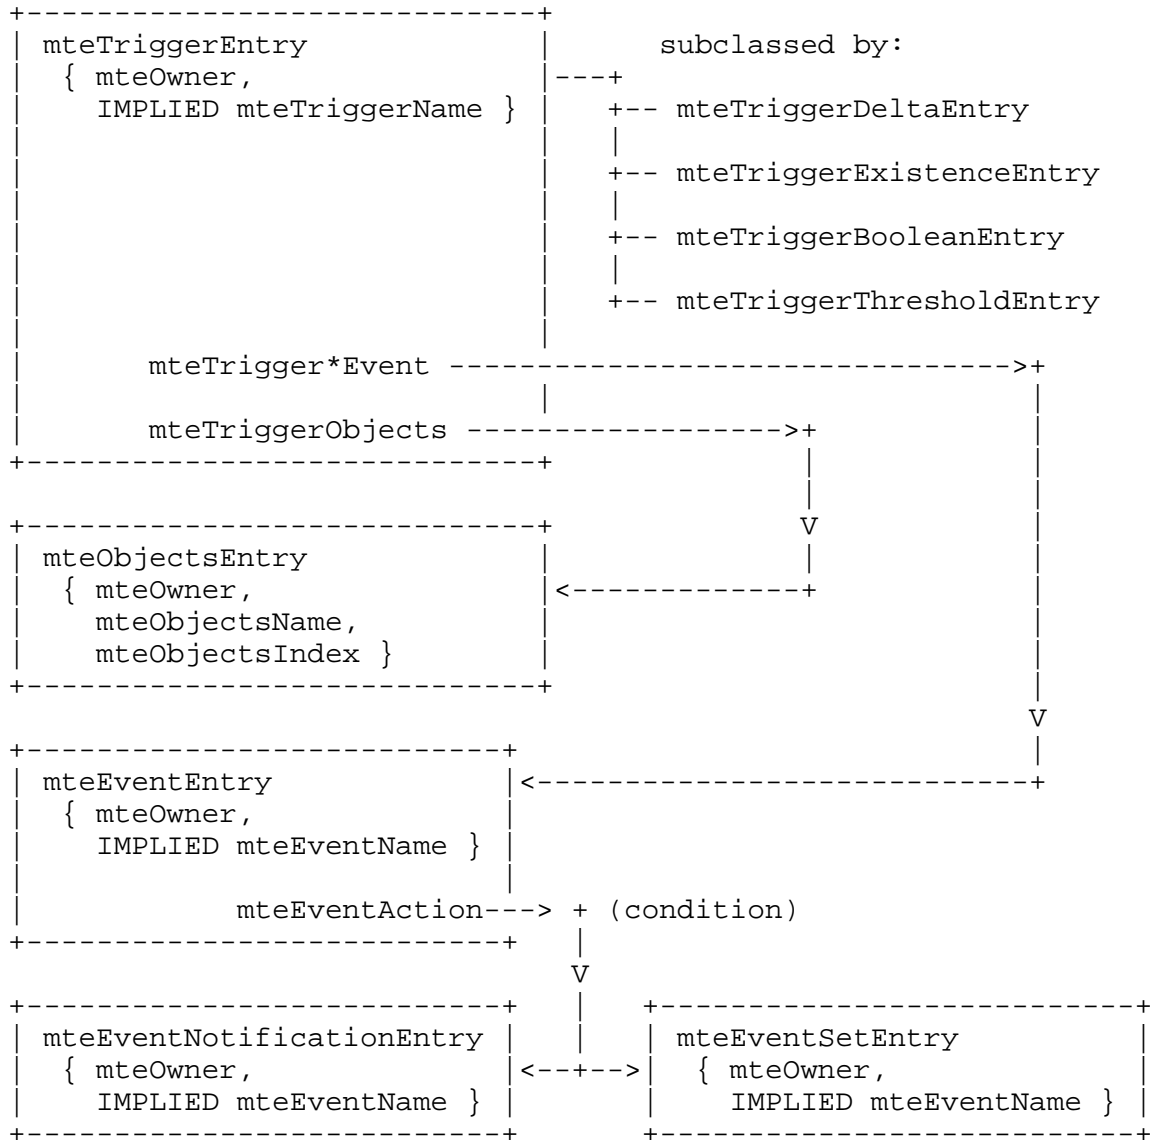 mteTriggerEntry subclassed by:
{ mteOwner,
IMPLIED mteTriggerName }
mteTriggerDeltaEntry
mteTriggerExistenceEntry
mteTriggerBooleanEntry
mteTriggerThresholdEntry
mteTrigger*Event
mteTriggerObjects
V
mteObjectsEntry
{ mteOwner,
mteObjectsName,
mteObjectsIndex }
V
mteEventEntry
{ mteOwner,
IMPLIED mteEventName }
mteEventAction---> + (condition)
V
mteEventNotificationEntry mteEventSetEntry
{ mteOwner, { mteOwner,
IMPLIED mteEventName } IMPLIED mteEventName }